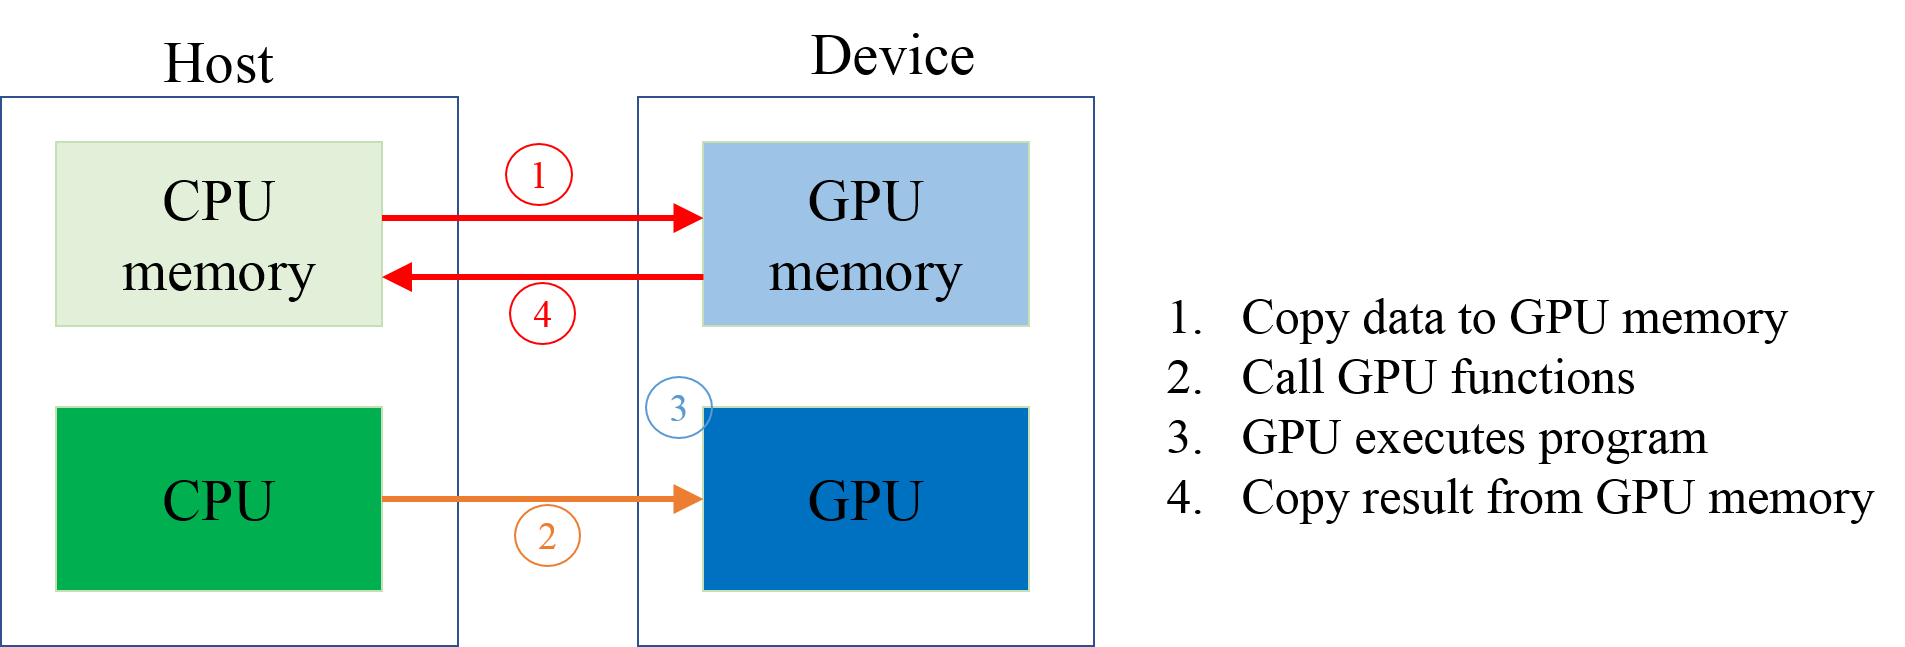 Host
Device
CPU
memory
1
GPU
memory
4
CPU
2
3
GPU
1. Copy data to GPU memory
2. Call GPU functions
3. GPU executes program
4. Copy result from GPU memory